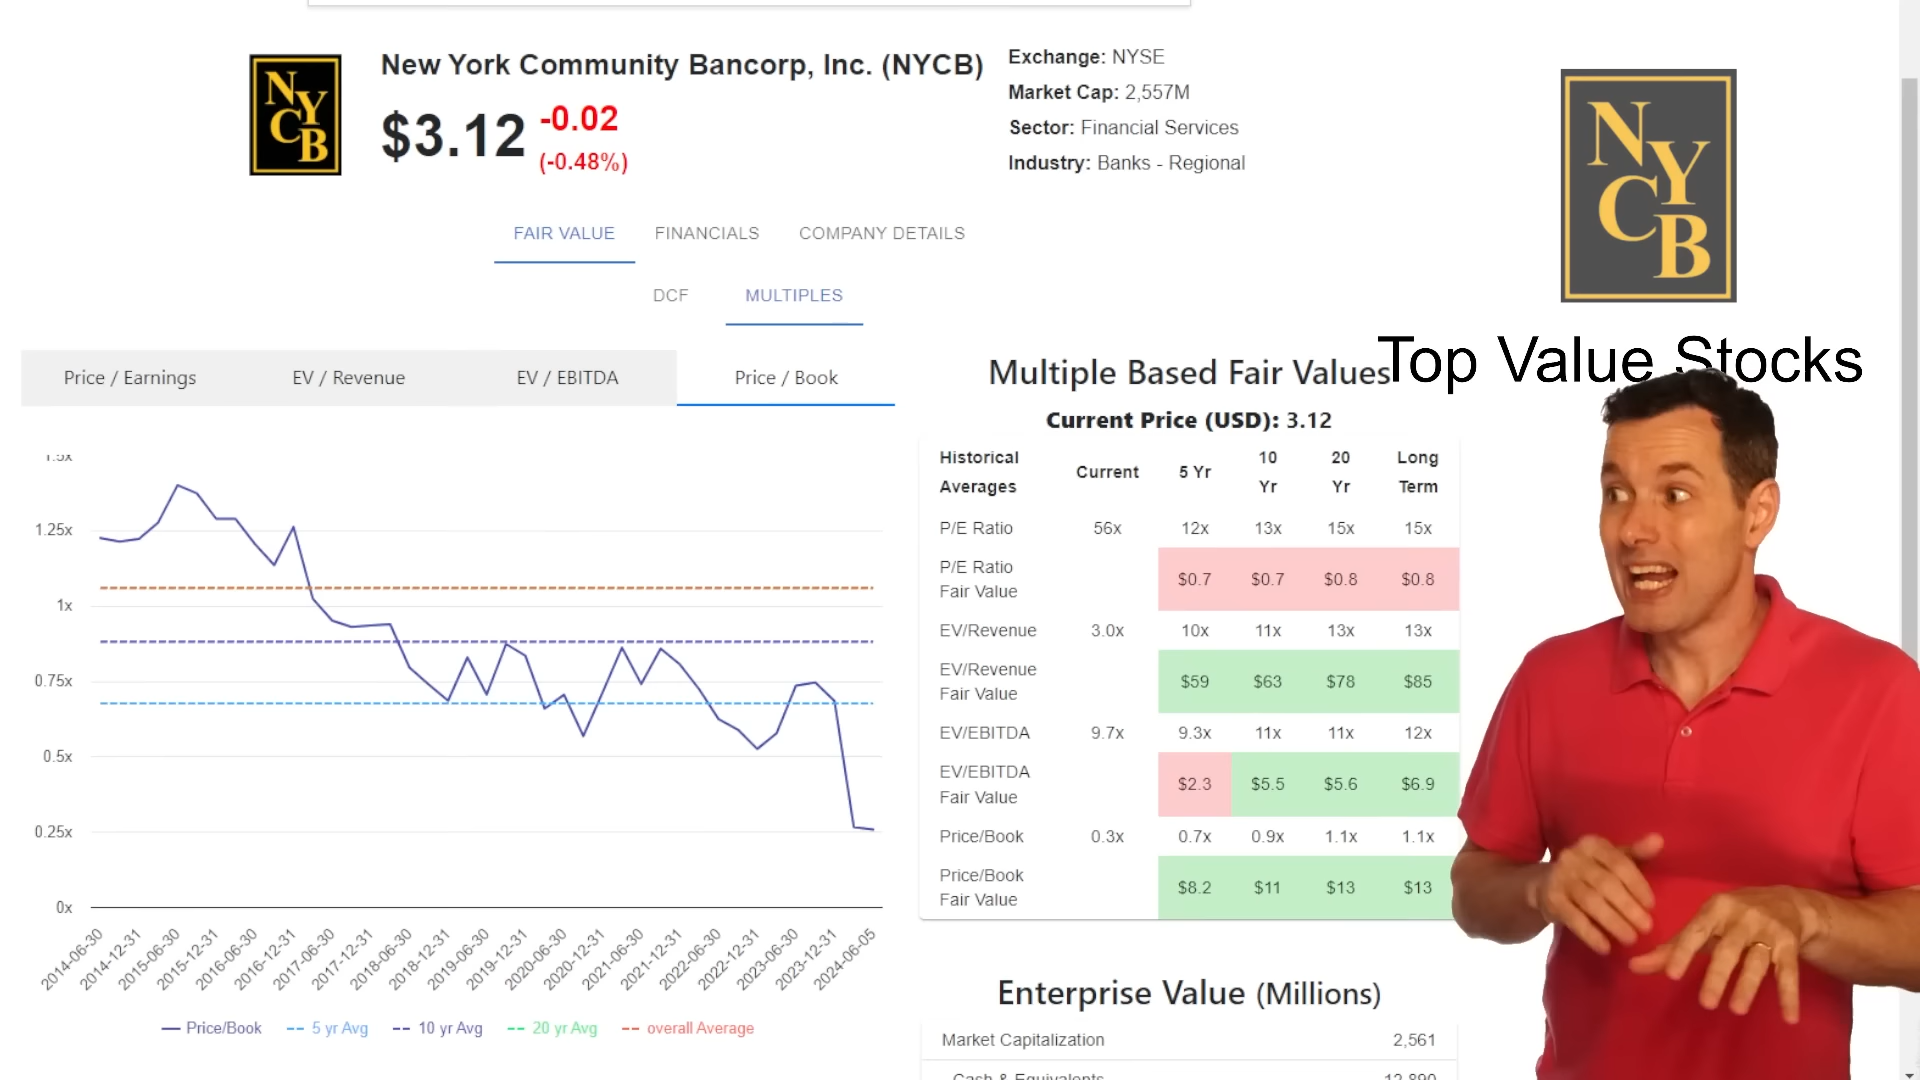 NYCB
New York Community Bancorp, Inc. (NYCB)
$3.12
-0.02
(-0.48%)
Exchange: NYSE
Market Cap: 2,557M
Sector: Financial Services
Industry: Banks - Regional
NYCB
FAIR VALUE FINANCIALS COMPANY DETAILS
DCF MULTIPLES
Top Value Stocks
Price / Earnings EV / Revenue EV / EBITDA Price / Book
1.5x
1.25x
1x
0.75x
0.5x
0.25x
0x
2014-06-30
2014-12-31
2015-06-30
2015-12-31
2016-06-30
2016-12-31
2017-06-30
2017-12-31
2018-06-30
2018-12-31
2019-06-30
2019-12-31
2020-06-30
2020-12-31
2021-06-30
2021-12-31
2022-06-30
2022-12-31
2023-06-30
2023-12-31
2024-06-05
Price/Book 5 yr Avg 10 yr Avg 20 yr Avg overall Average
Multiple Based Fair Values
Current Price (USD): 3.12
Historical Averages Current 5 Yr 10 Yr 20 Yr Long Term
P/E Ratio 56x 12x 13x 15x 15x
P/E Ratio Fair Value $0.7 $0.7 $0.8 $0.8
EV/Revenue 3.0x 10x 11x 13x 13x
EV/Revenue Fair Value $59 $63 $78 $85
EV/EBITDA 9.7x 9.3x 11x 11x 12x
EV/EBITDA Fair Value $2.3 $5.5 $5.6 $6.9
Price/Book 0.3x 0.7x 0.9x 1.1x 1.1x
Price/Book Fair Value $8.2 $11 $13 $13
Enterprise Value (Millions)
Market Capitalization 2,561
Cash & Equivalents 12,890